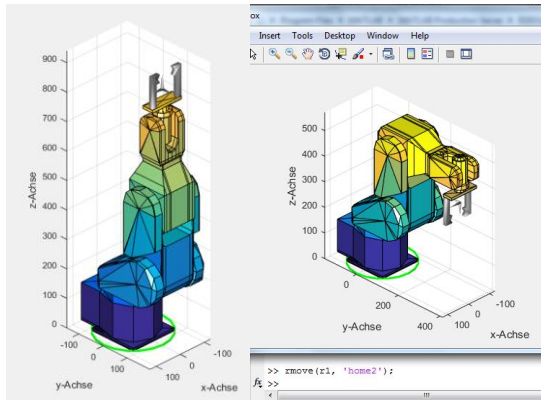 900
800
700
600
500
400
300
200
100
0
z-Achse
-100
0
100
y-Achse
100
0
-100
x-Achse
ox
Insert Tools Desktop Window Help
500
400
300
200
100
0
z-Achse
0
200
400
y-Achse
100
0
-100
x-Achse
>> rmove(r1, 'home2');
fx >>